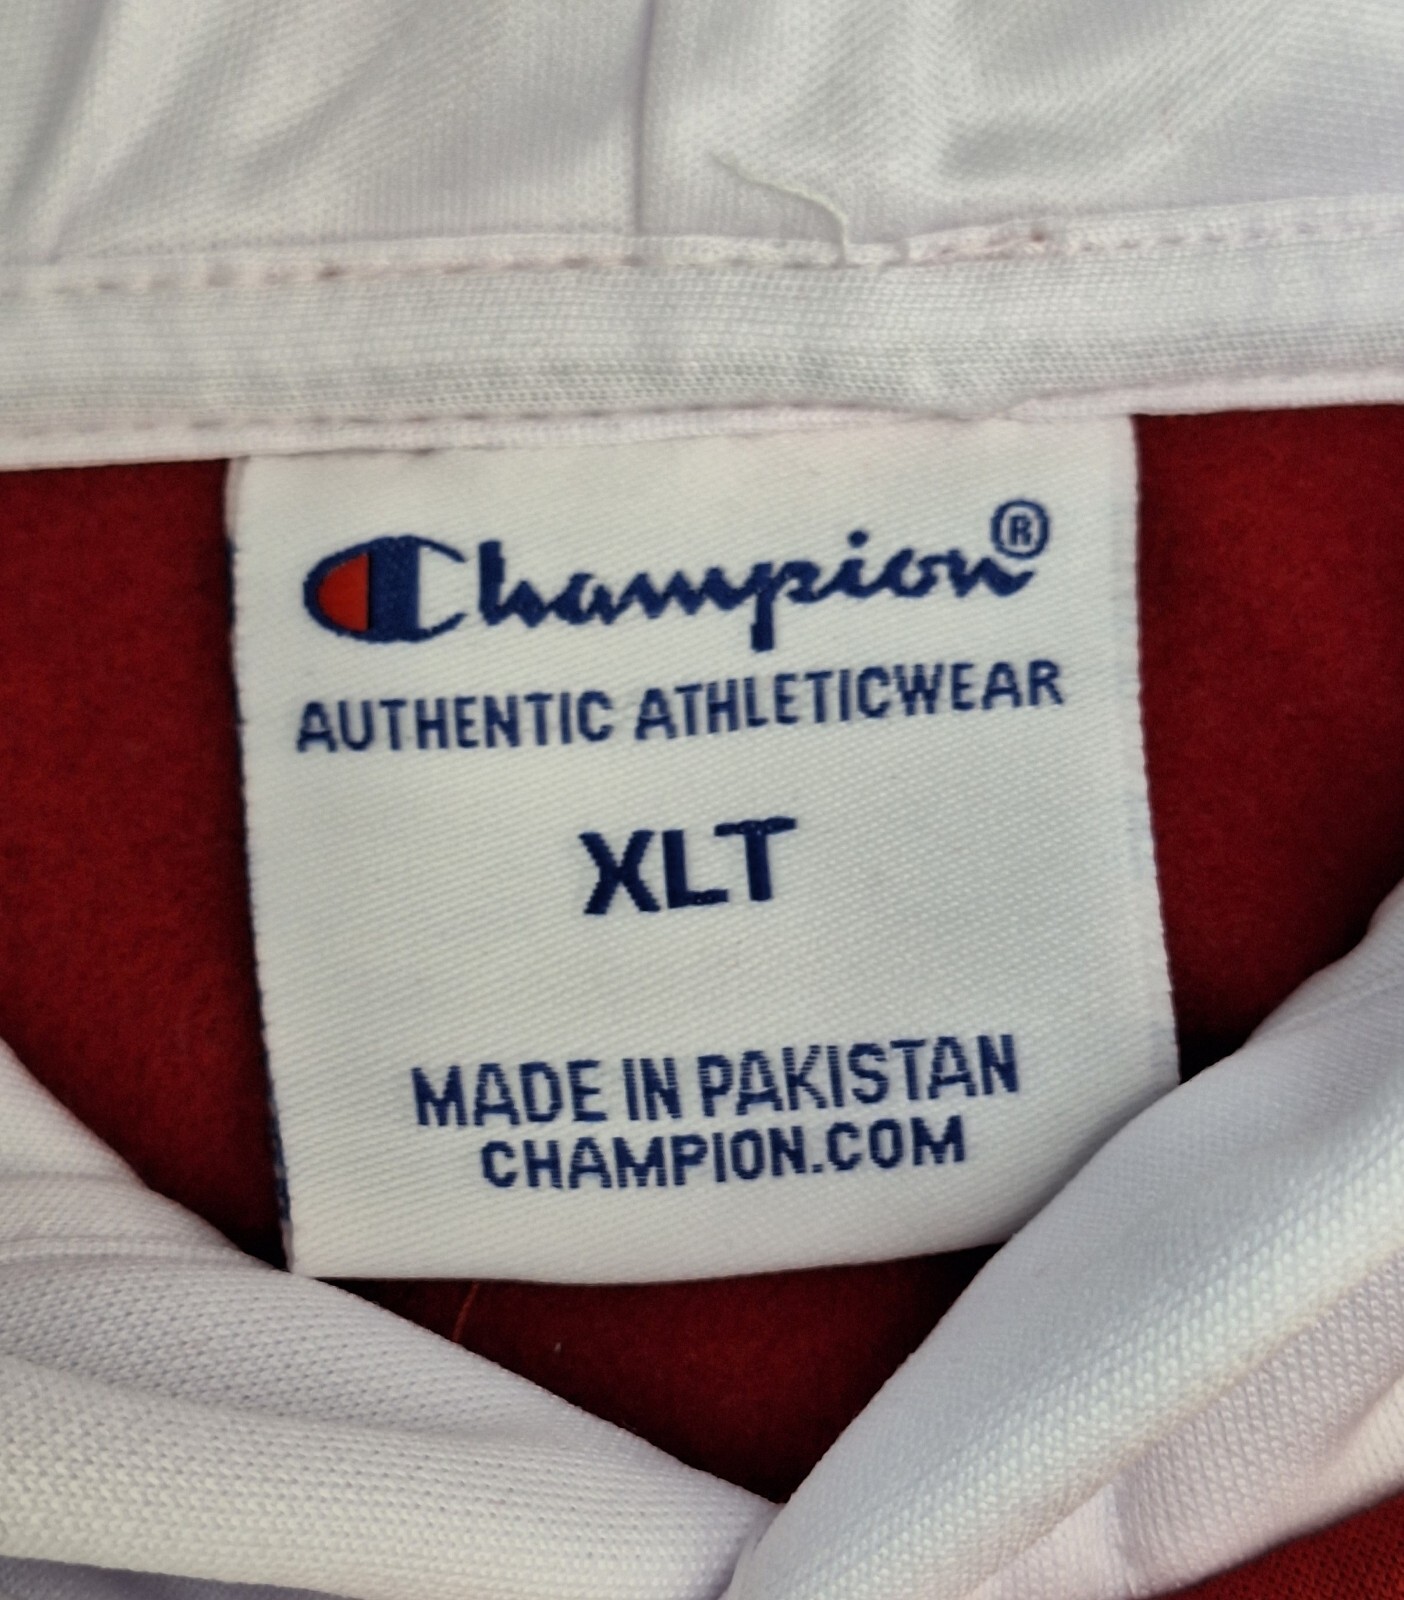 Champion®
AUTHENTIC ATHLETICWEAR
XLT
MADE IN PAKISTAN
CHAMPION.COM